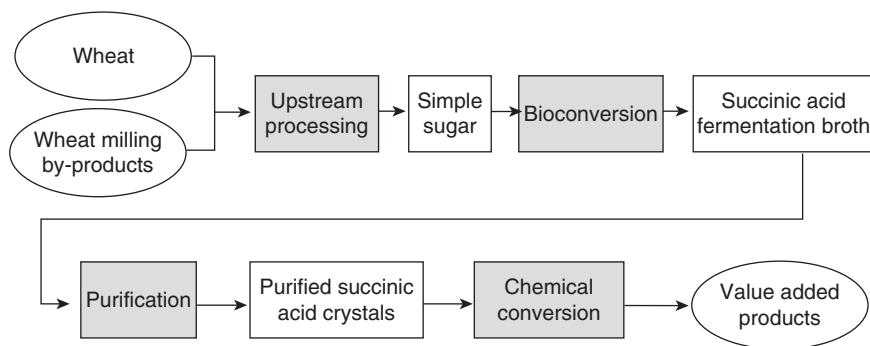 Wheat
Wheat milling
by-products
Upstream
processing
Simple
sugar
Bioconversion
Succinic acid
fermentation broth
Purification
Purified succinic
acid crystals
Chemical
conversion
Value added
products